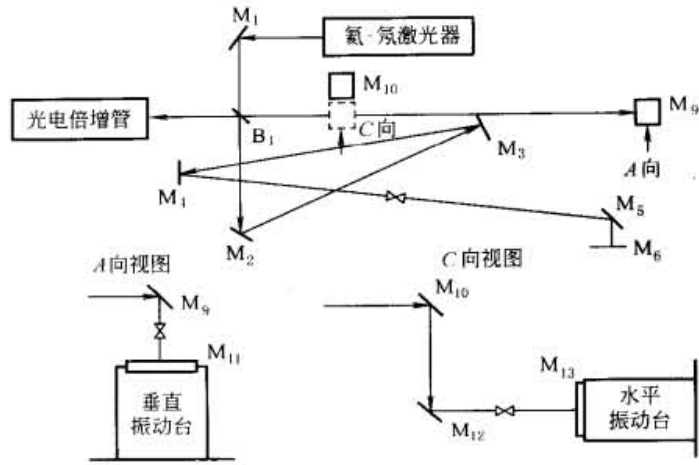 M₁
氦-氖激光器
M₁₀
光电倍增管
B₁
C向
M₃
M₉
A向
M₄
M₅
M₂
M₆
A向视图
C向视图
M₉
M₁₀
M₁₁
M₁₃
垂直
振动台
水平
振动台
M₁₂